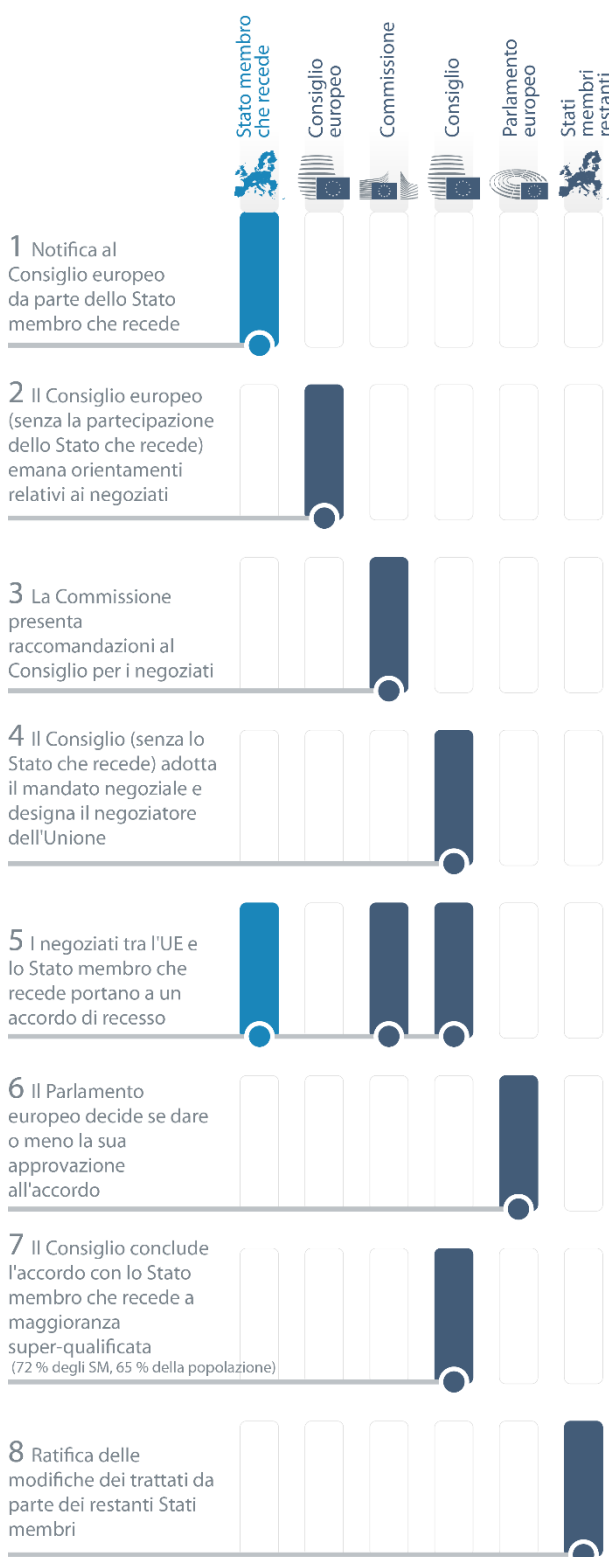 Stato membro
che recede
Consiglio
europeo
Commissione
Consiglio
Parlamento
europeo
Stati
membri
restanti
1 Notifica al
Consiglio europeo
da parte dello Stato
membro che recede
2 Il Consiglio europeo
(senza la partecipazione
dello Stato che recede)
emana orientamenti
relativi ai negoziati
3 La Commissione
presenta
raccomandazioni al
Consiglio per i negoziati
4 Il Consiglio (senza lo
Stato che recede) adotta
il mandato negoziale e
designa il negoziatore
dell'Unione
5 I negoziati tra l'UE e
lo Stato membro che
recede portano a un
accordo di recesso
6 Il Parlamento
europeo decide se dare
o meno la sua
approvazione
all'accordo
7 Il Consiglio conclude
l'accordo con lo Stato
membro che recede a
maggioranza
super-qualificata
(72 % degli SM, 65 % della popolazione)
8 Ratifica delle
modifiche dei trattati da
parte dei restanti Stati
membri